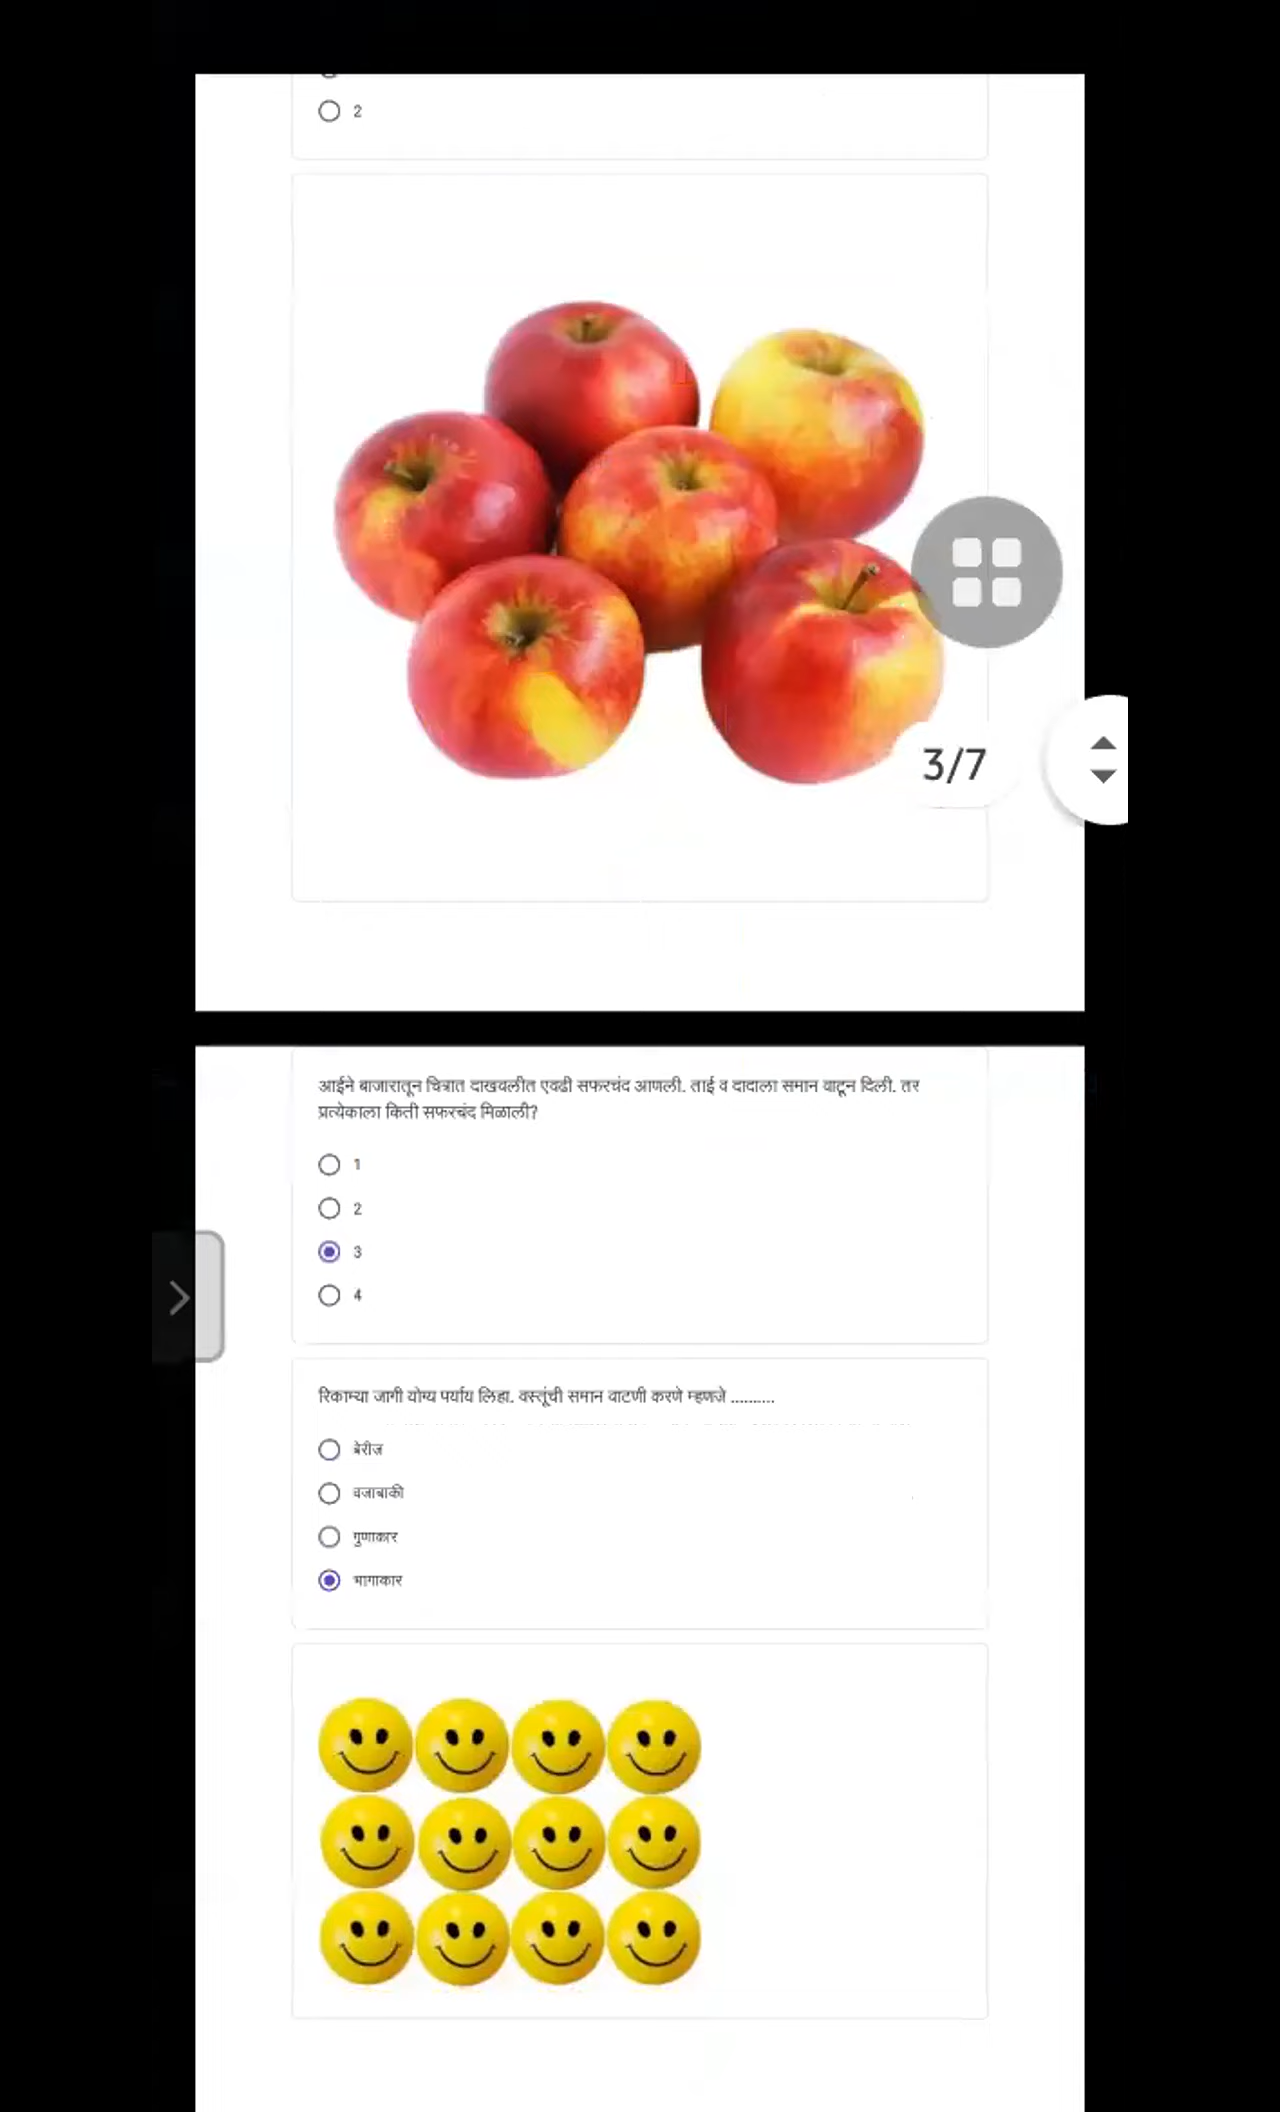 2
3/7
आईने बाजारातून चित्रात दाखवलीत एवढी सफरचंद आणली. ताई व दादाला समान वाटून दिली. तर
प्रत्येकाला किती सफरचंद मिळाली?
1
2
3
4
रिकाम्या जागी योग्य पर्याय लिहा. वस्तूंची समान वाटणी करणे म्हणजे ..........
बेरीज
वजाबाकी
गुणाकार
भागाकार